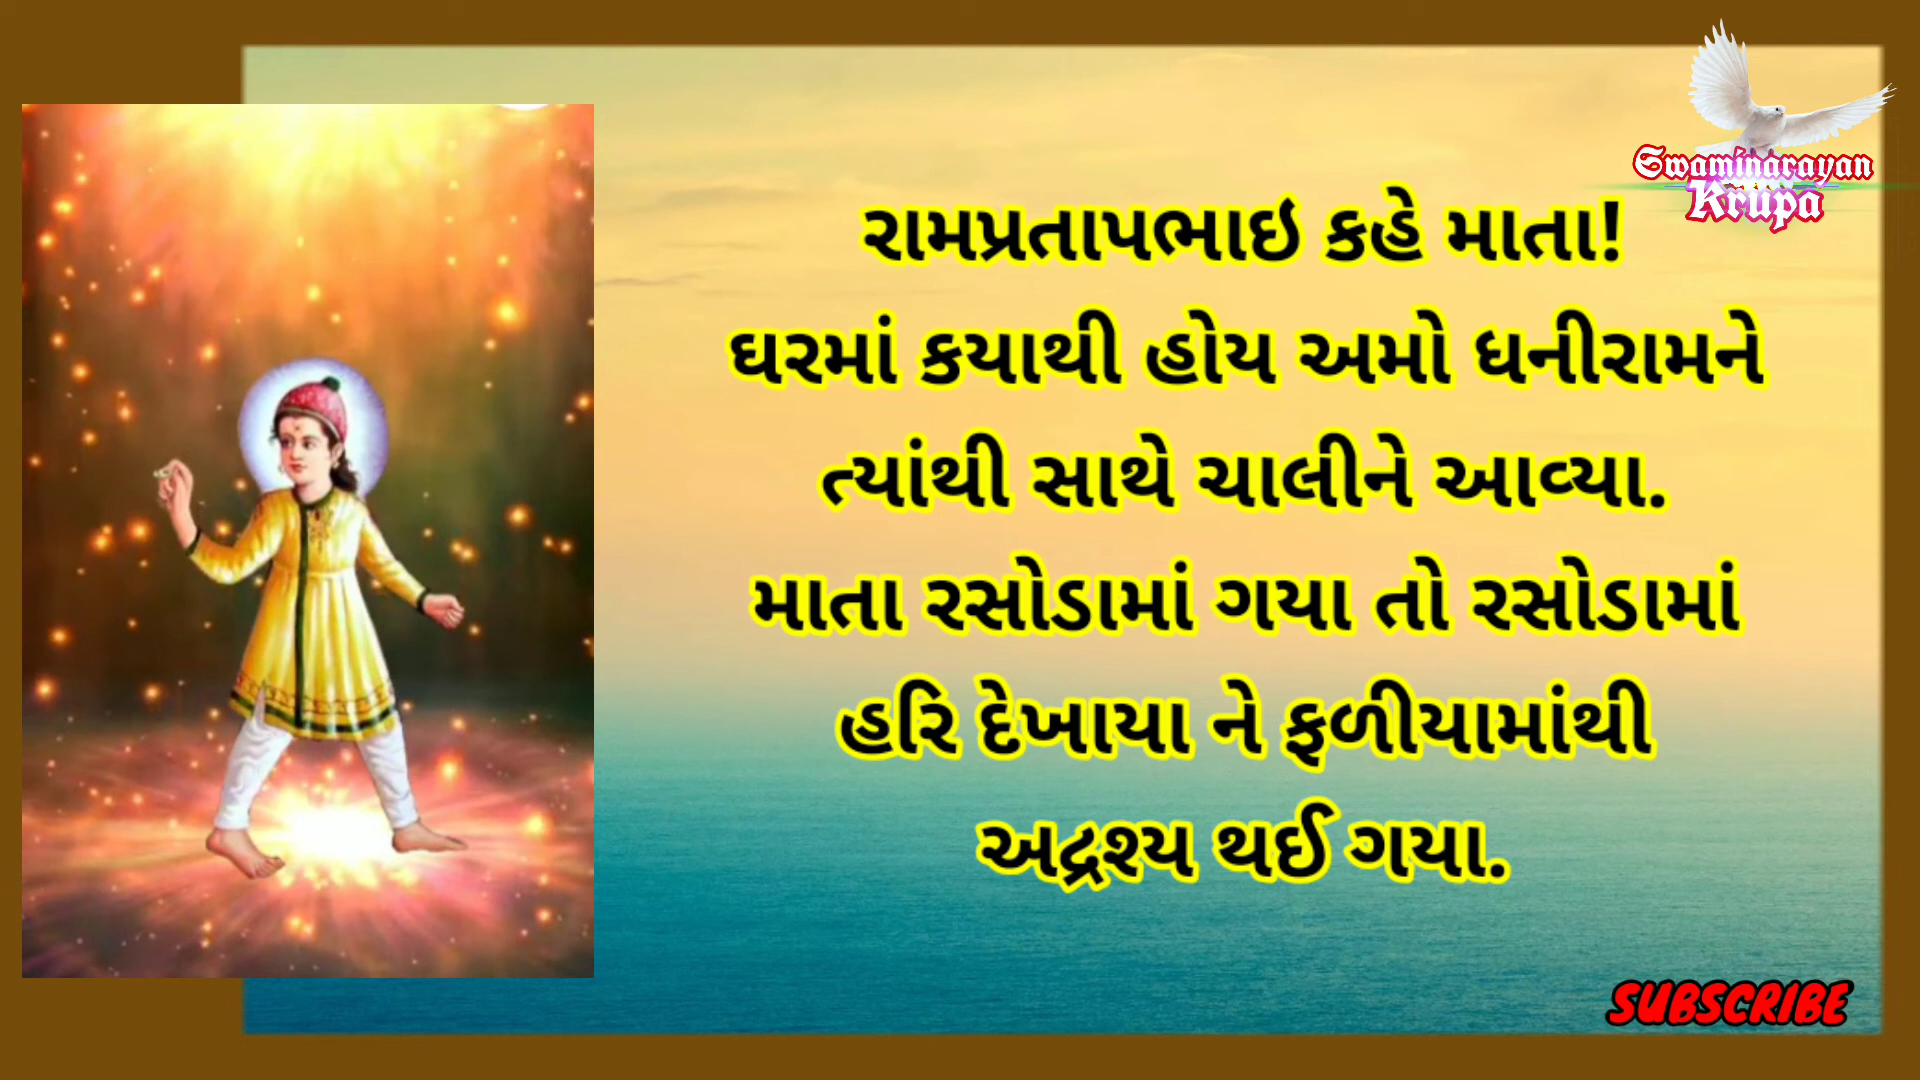 Swaminarayan
Krupa
રામપ્રતાપભાઇ કહે માતા!
ઘરમાં કયાથી હોય અમો ધનીરામને
ત્યાંથી સાથે ચાલીને આવ્યા.
માતા રસોડામાં ગયા તો રસોડામાં
હરિ દેખાયા ને ફળીયામાંથી
અદ્રશ્ય થઈ ગયા.
SUBSCRIBE